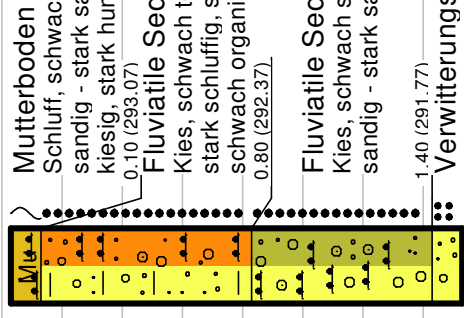 Mutterboden
Schluff, schwac
sandig - stark sa
kiesig, stark hum
0.10 (293.07)
Fluviatile Sec
Kies, schwach t
stark schluffig, s
schwach organi
0.80 (292.37)
Fluviatile Sec
Kies, schwach s
sandig - stark sa
1.40 (291.77)
Verwitterungs
Mu